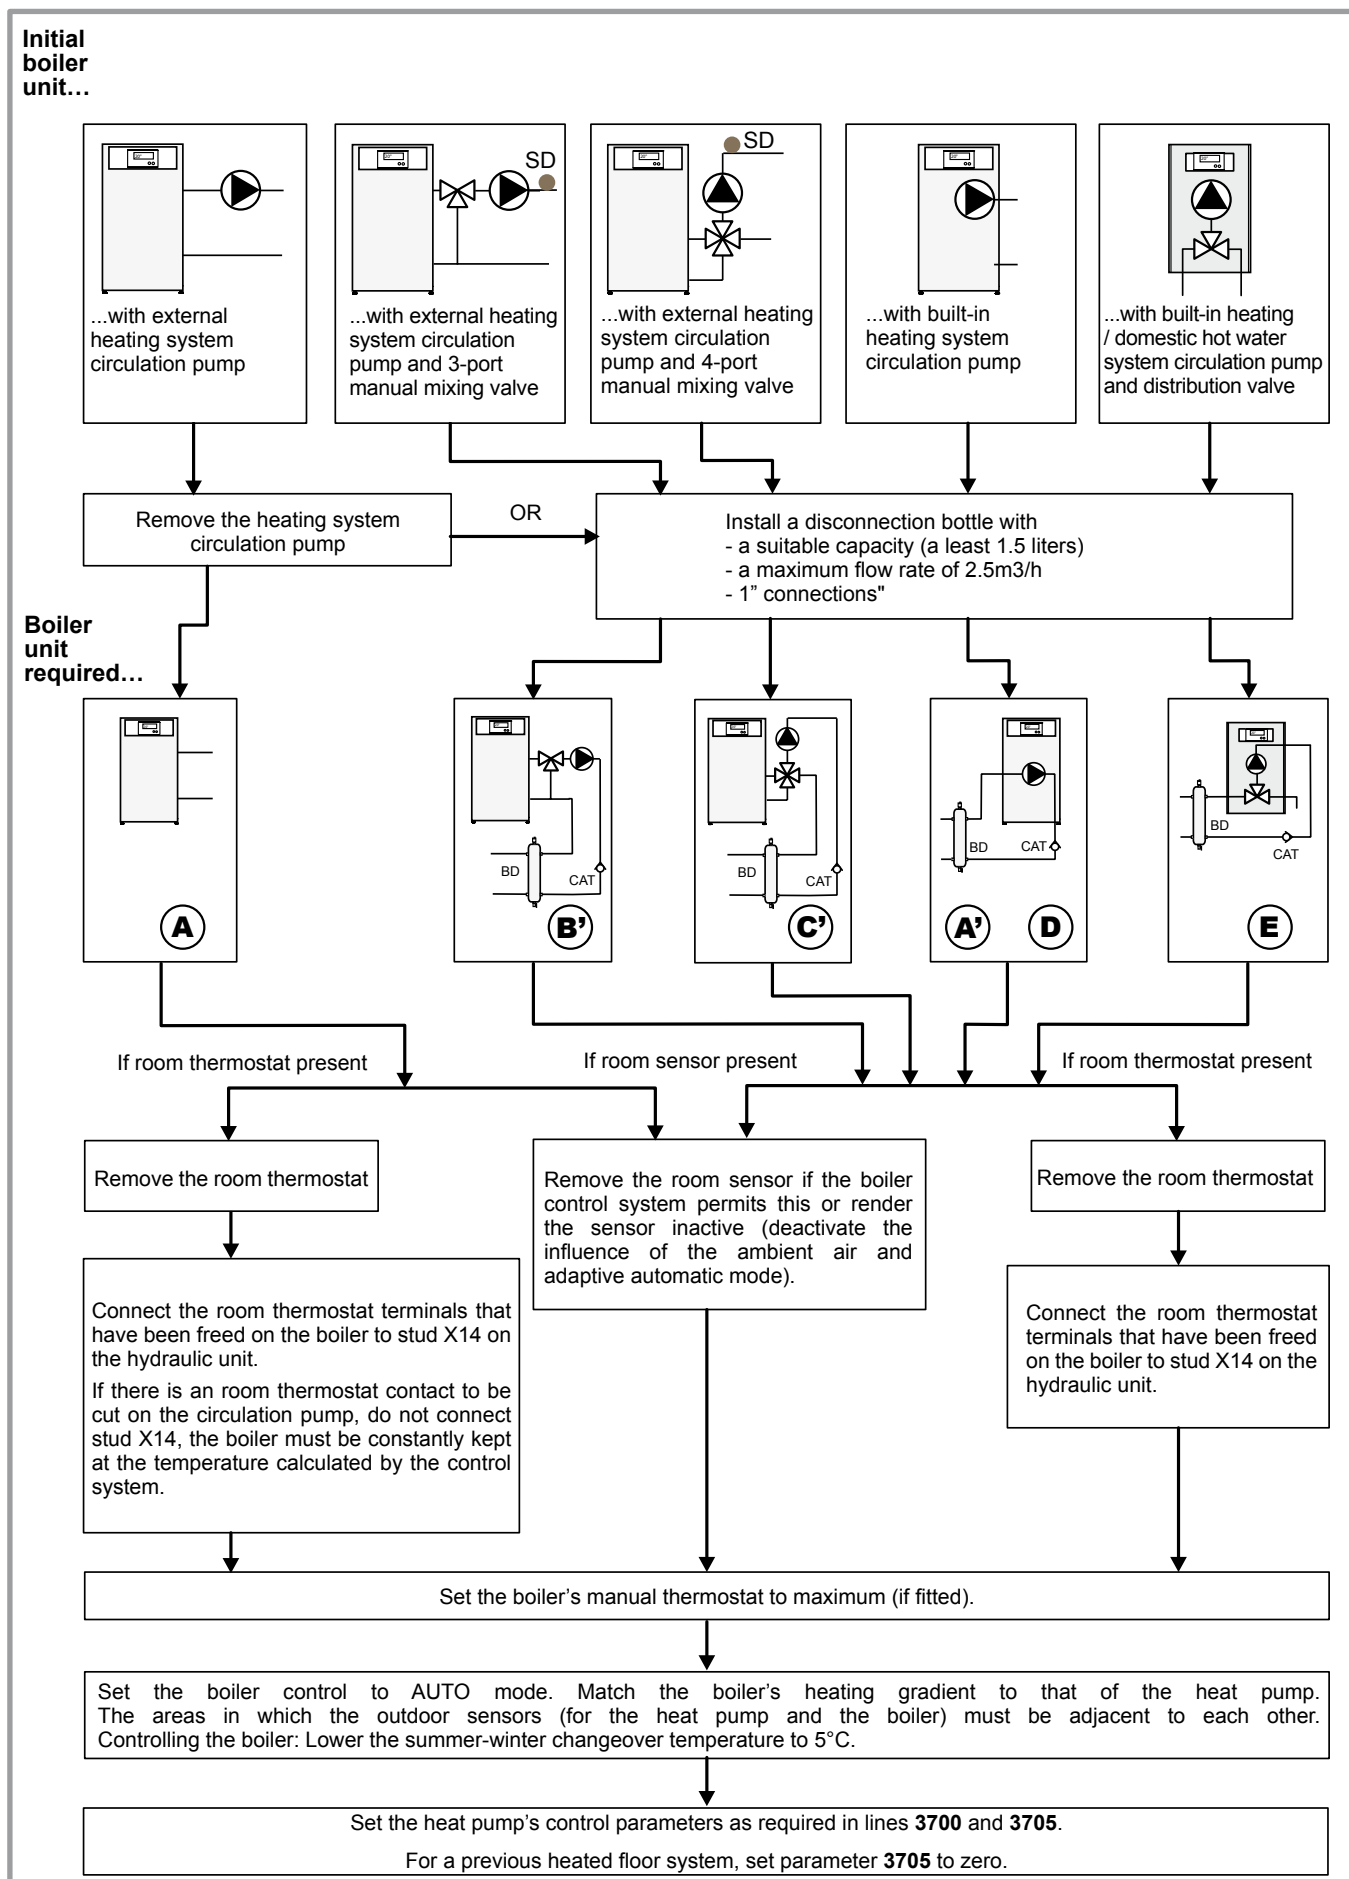 Initial
boiler
unit…
SD
SD
...with external
heating system
circulation pump
...with external heating
system circulation
pump and 3-port
manual mixing valve
...with external heating
system circulation
pump and 4-port
manual mixing valve
...with built-in
heating system
circulation pump
...with built-in heating
/ domestic hot water
system circulation pump
and distribution valve
Remove the heating system
circulation pump
OR
Install a disconnection bottle with
- a suitable capacity (a least 1.5 liters)
- a maximum flow rate of 2.5m3/h
- 1” connections"
Boiler
unit
required…
A
BD
CAT
B’
BD
CAT
C’
BD
CAT
A’
D
BD
CAT
E
If room thermostat present
If room sensor present
If room thermostat present
Remove the room thermostat
Remove the room sensor if the boiler
control system permits this or render
the sensor inactive (deactivate the
influence of the ambient air and
adaptive automatic mode).
Remove the room thermostat
Connect the room thermostat terminals that
have been freed on the boiler to stud X14 on
the hydraulic unit.
If there is an room thermostat contact to be
cut on the circulation pump, do not connect
stud X14, the boiler must be constantly kept
at the temperature calculated by the control
system.
Connect the room thermostat
terminals that have been freed
on the boiler to stud X14 on the
hydraulic unit.
Set the boiler’s manual thermostat to maximum (if fitted).
Set the boiler control to AUTO mode. Match the boiler’s heating gradient to that of the heat pump.
The areas in which the outdoor sensors (for the heat pump and the boiler) must be adjacent to each other.
Controlling the boiler: Lower the summer-winter changeover temperature to 5°C.
Set the heat pump’s control parameters as required in lines 3700 and 3705.
For a previous heated floor system, set parameter 3705 to zero.